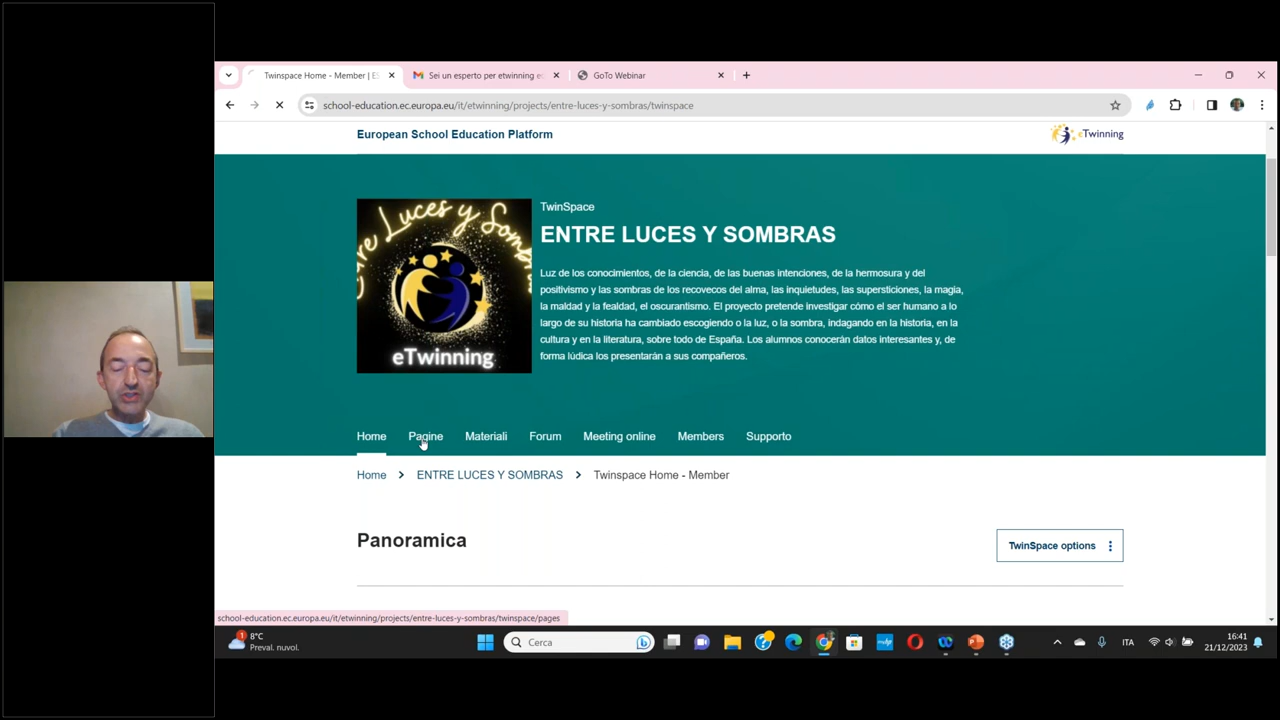 Twinspace Home - Member | ES
Sei un esperto per etwinning e
GoTo Webinar
school-education.ec.europa.eu/it/etwinning/projects/entre-luces-y-sombras/twinspace
European School Education Platform
eTwinning
Entre Luces y Sombras
eTwinning
TwinSpace
ENTRE LUCES Y SOMBRAS
Luz de los conocimientos, de la ciencia, de las buenas intenciones, de la hermosura y del
positivismo y las sombras de los recovecos del alma, las inquietudes, las supersticiones, la magia,
la maldad y la fealdad, el oscurantismo. El proyecto pretende investigar cómo el ser humano a lo
largo de su historia ha cambiado escogiendo o la luz, o la sombra, indagando en la historia, en la
cultura y en la literatura, sobre todo de España. Los alumnos conocerán datos interesantes y, de
forma lúdica los presentarán a sus compañeros.
Home Pagine Materiali Forum Meeting online Members Supporto
Home > ENTRE LUCES Y SOMBRAS > Twinspace Home - Member
Panoramica
TwinSpace options
school-education.ec.europa.eu/it/etwinning/projects/entre-luces-y-sombras/twinspace/pages
1
8°C
Preval. nuvol.
Cerca
ITA
16:41
21/12/2023